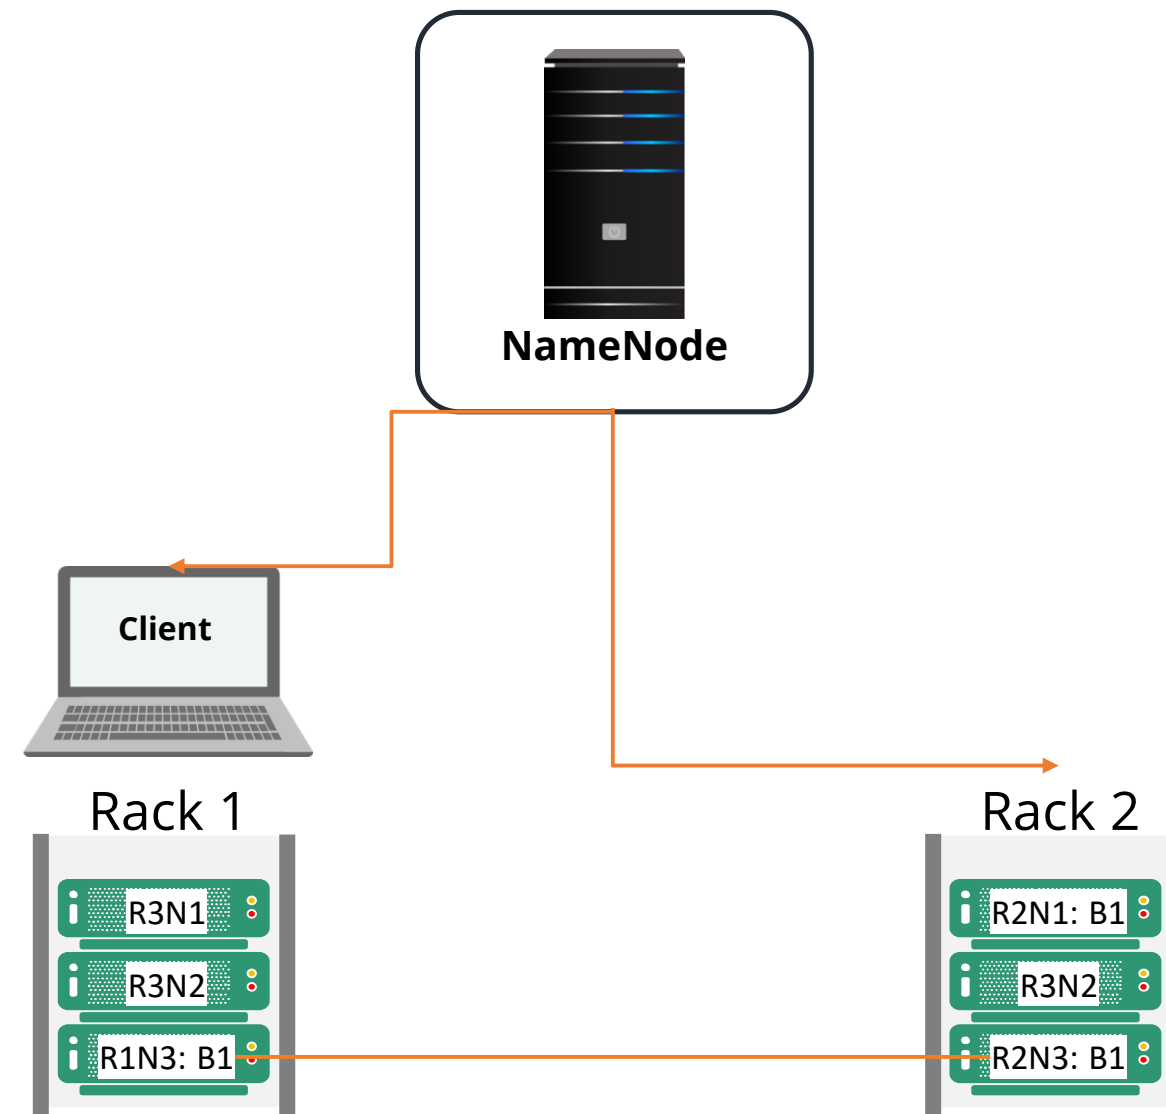 NameNode
Client
Rack 1
R3N1
R3N2
R1N3: B1
Rack 2
R2N1: B1
R3N2
R2N3: B1